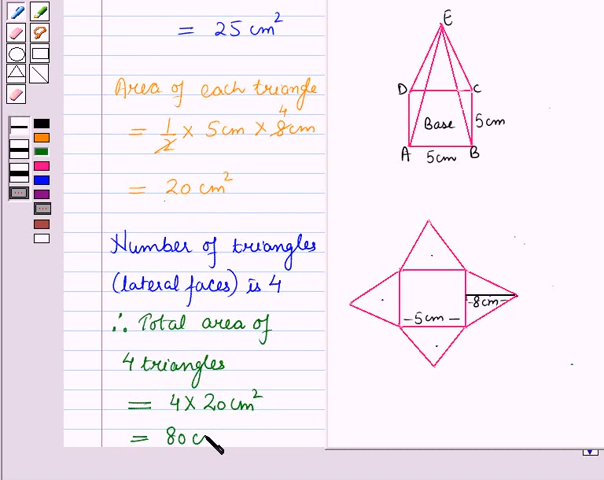 = 25 cm²
Area of each triangle
= 1/2 × 5cm × 8cm
4
= 20 cm²
Number of triangles
(lateral faces) is 4
∴ Total area of
4 triangles
= 4 × 20 cm²
= 80 c
E
D C
Base 5cm
A B
5cm
-8cm-
-5cm-